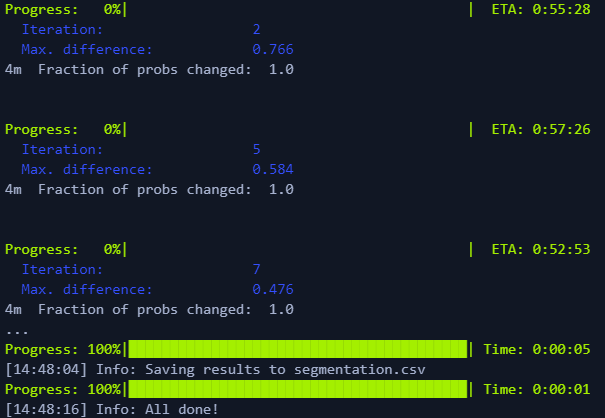 Progress:   0%|                                         |  ETA: 0:55:28
  Iteration:                  2
  Max. difference:            0.766
4m  Fraction of probs changed:  1.0
Progress:   0%|                                         |  ETA: 0:57:26
  Iteration:                  5
  Max. difference:            0.584
4m  Fraction of probs changed:  1.0
Progress:   0%|                                         |  ETA: 0:52:53
  Iteration:                  7
  Max. difference:            0.476
4m  Fraction of probs changed:  1.0
...
Progress: 100%|█████████████████████████████████████████| Time: 0:00:05
[14:48:04] Info: Saving results to segmentation.csv
Progress: 100%|█████████████████████████████████████████| Time: 0:00:01
[14:48:16] Info: All done!